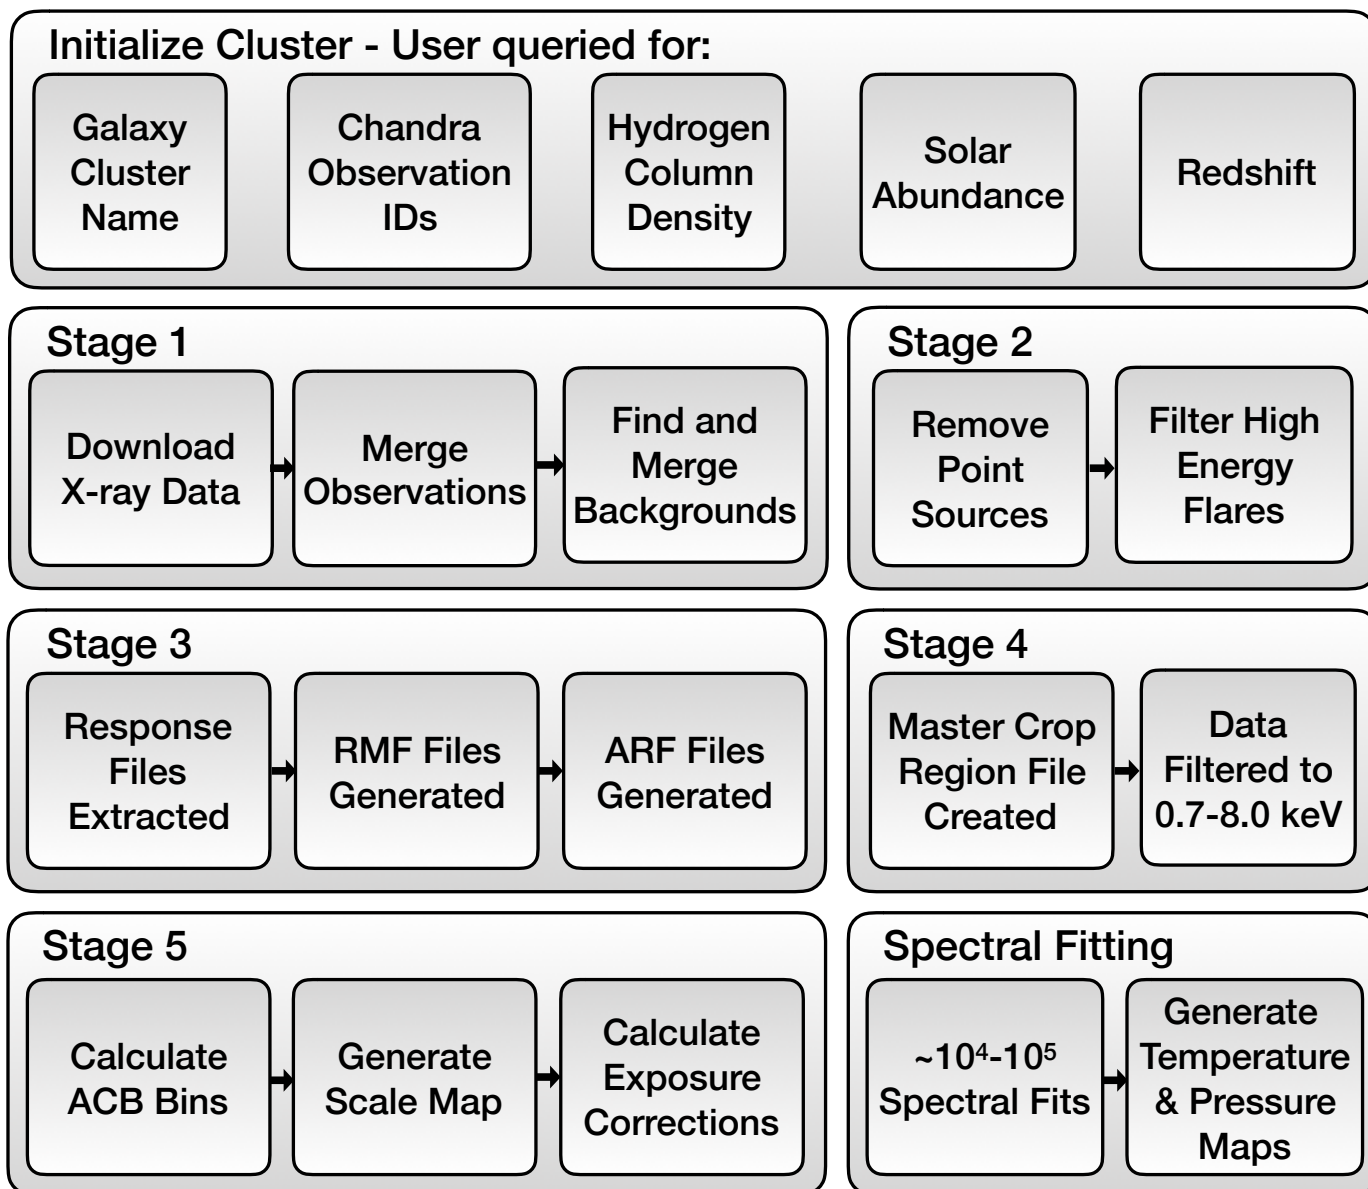 Initialize Cluster - User queried for:
Galaxy
Cluster
Name
Chandra
Observation
IDs
Hydrogen
Column
Density
Solar
Abundance
Redshift
Stage 1
Download
X-ray Data
Merge
Observations
Find and
Merge
Backgrounds
Stage 2
Remove
Point
Sources
Filter High
Energy
Flares
Stage 3
Response
Files
Extracted
RMF Files
Generated
ARF Files
Generated
Stage 4
Master Crop
Region File
Created
Data
Filtered to
0.7-8.0 keV
Stage 5
Calculate
ACB Bins
Generate
Scale Map
Calculate
Exposure
Corrections
Spectral Fitting
~10⁴-10⁵
Spectral Fits
Generate
Temperature
& Pressure
Maps